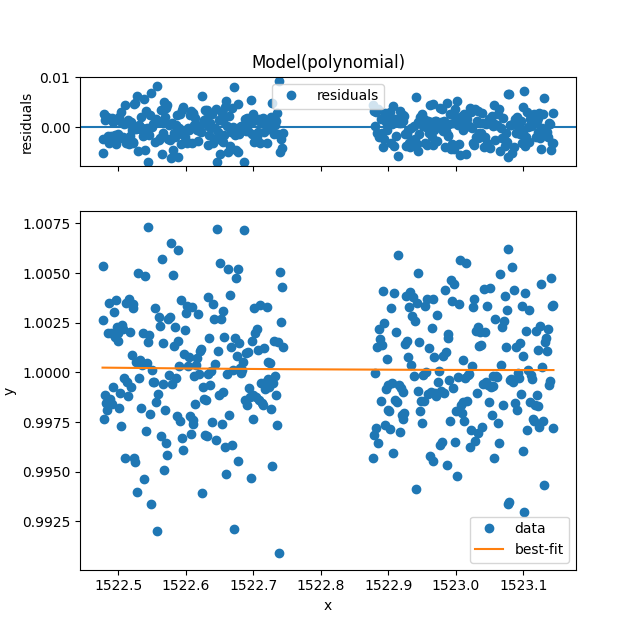 Model(polynomial)
0.01
0.00
residuals
residuals
1.0075
1.0050
1.0025
1.0000
0.9975
0.9950
0.9925
y
data
best-fit
1522.5 1522.6 1522.7 1522.8 1522.9 1523.0 1523.1
x